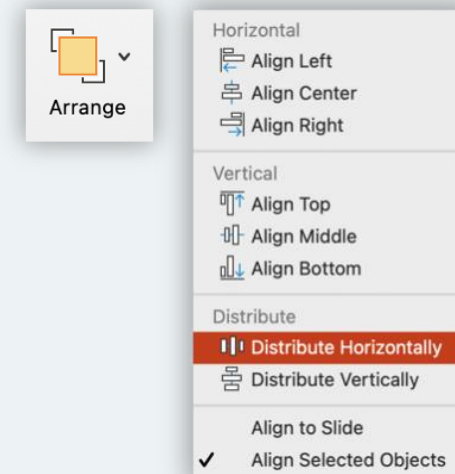 Arrange
Horizontal
Align Left
Align Center
Align Right
Vertical
Align Top
Align Middle
Align Bottom
Distribute
Distribute Horizontally
Distribute Vertically
Align to Slide
✓ Align Selected Objects